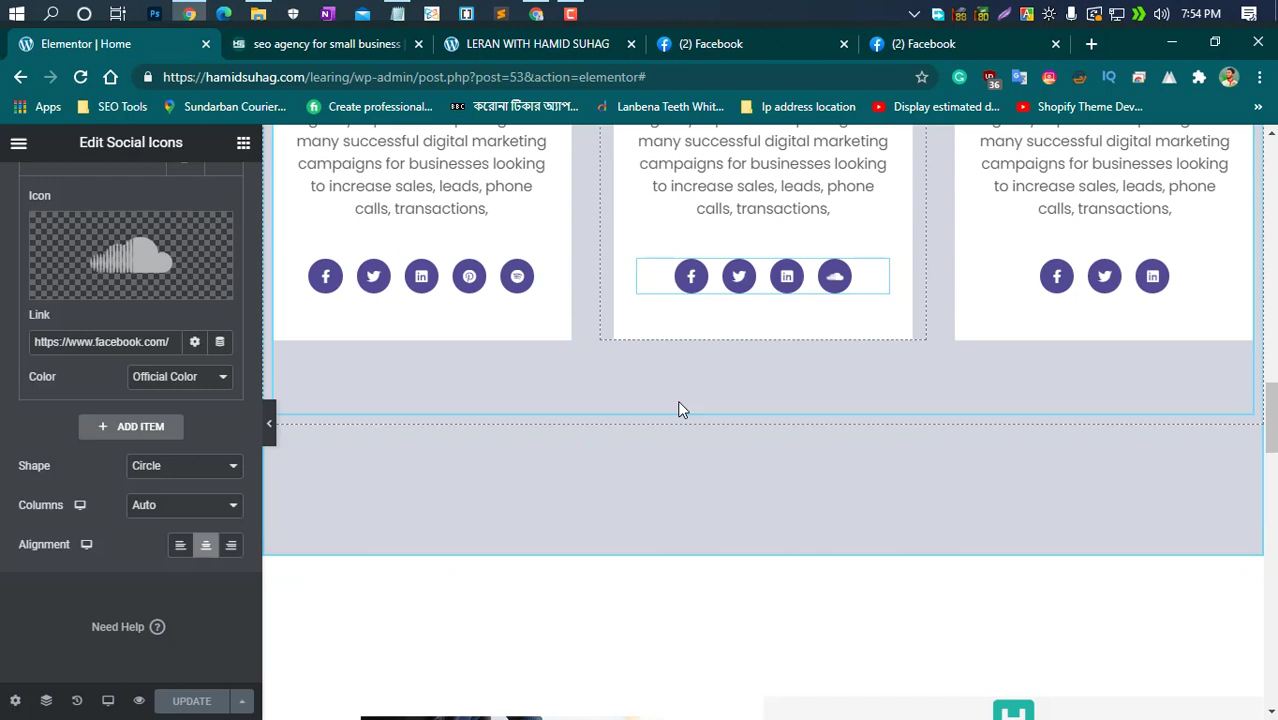 7:54 PM
Elementor | Home
seo agency for small business
LERAN WITH HAMID SUHAG
(2) Facebook
(2) Facebook
https://hamidsuhag.com/learing/wp-admin/post.php?post=53&action=elementor#
36
Apps
SEO Tools
Sundarban Courier...
Create professional...
BBC করোনা টিকার অ্যাপ...
Lanbena Teeth Whit...
Ip address location
Display estimated d...
Shopify Theme Dev...
Edit Social Icons
Icon
Link
https://www.facebook.com/
Color
Official Color
ADD ITEM
Shape
Circle
Columns
Auto
Alignment
Need Help
UPDATE
many successful digital marketing
campaigns for businesses looking
to increase sales, leads, phone
calls, transactions,
many successful digital marketing
campaigns for businesses looking
to increase sales, leads, phone
calls, transactions,
many successful digital marketing
campaigns for businesses looking
to increase sales, leads, phone
calls, transactions,